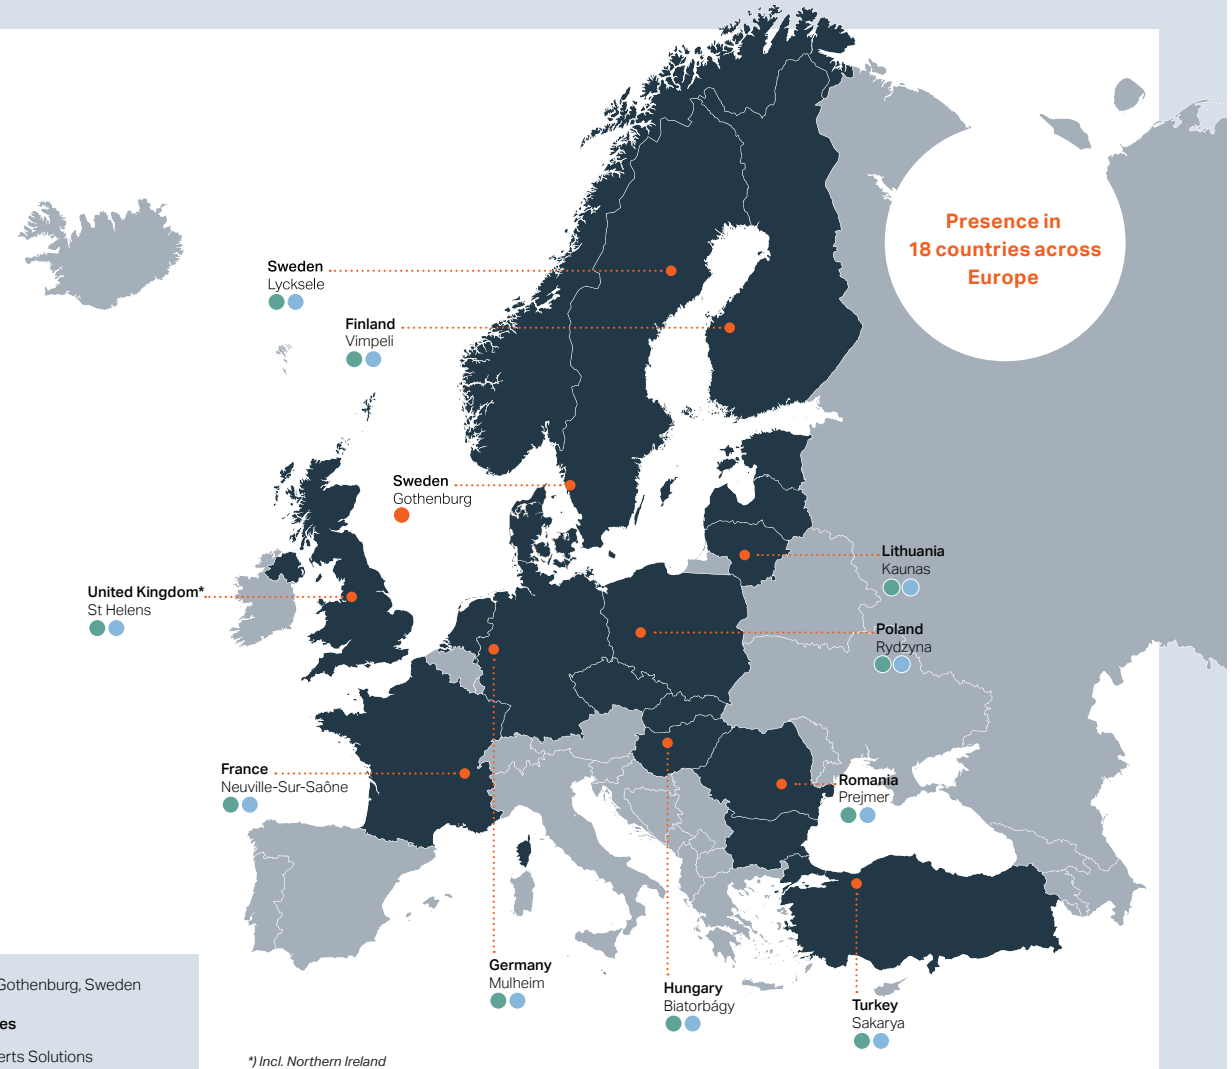 Presence in
18 countries across
Europe
Sweden
Lycksele
Finland
Vimpeli
Sweden
Gothenburg
Lithuania
Kaunas
United Kingdom*
St Helens
Poland
Rydzyna
France
Neuville-Sur-Saône
Romania
Prejmer
Germany
Mulheim
Hungary
Biatorbágy
Turkey
Sakarya
Gothenburg, Sweden
es
erts Solutions
*) Incl. Northern Ireland